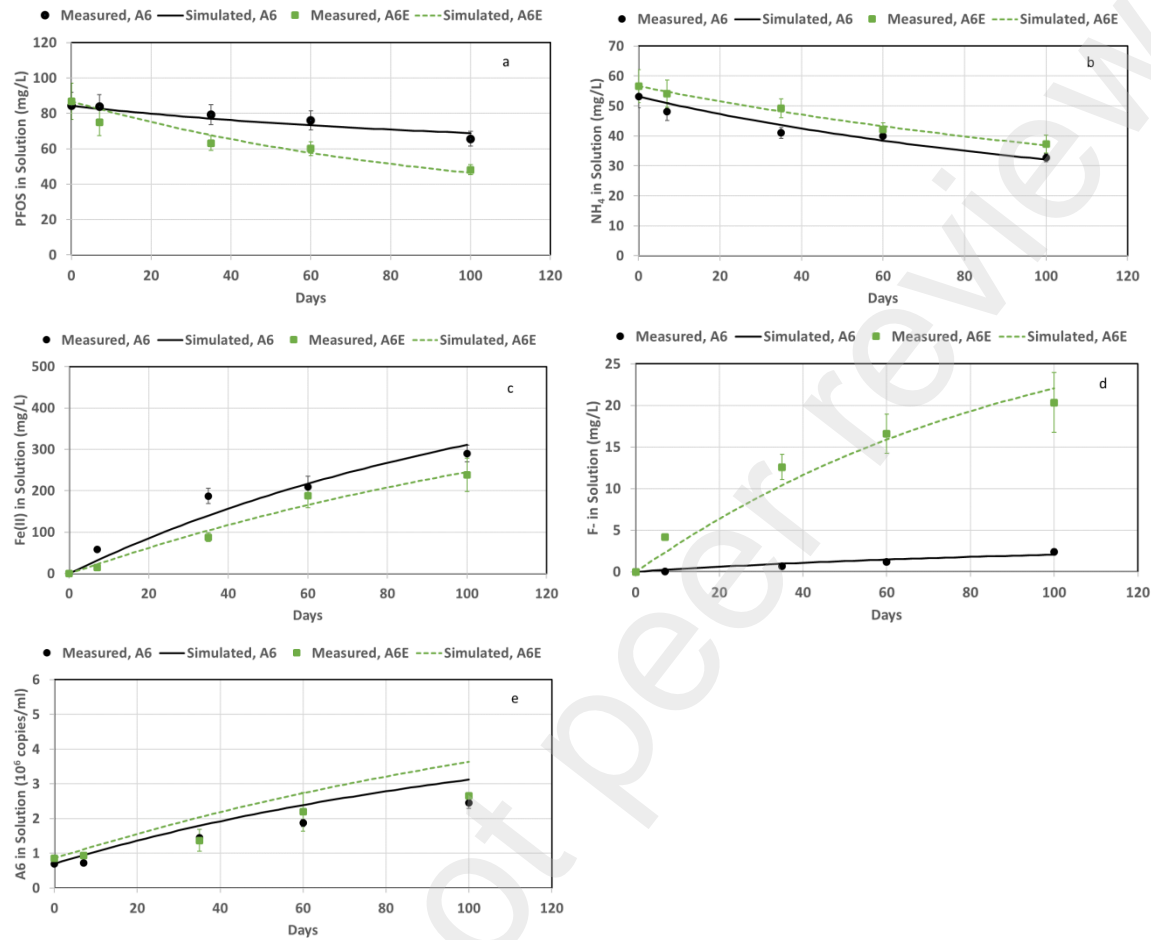 Measured, A6 Simulated, A6 Measured, A6E Simulated, A6E
a
120
100
80
60
40
20
0
PFOS in Solution (mg/L)
0 20 40 60 80 100 120
Days
Measured, A6 Simulated, A6 Measured, A6E Simulated, A6E
b
70
60
50
40
30
20
10
0
NH₄ in Solution (mg/L)
0 20 40 60 80 100 120
Days
Measured, A6 Simulated, A6 Measured, A6E Simulated, A6E
c
500
400
300
200
100
0
Fe(II) in Solution (mg/L)
0 20 40 60 80 100 120
Days
Measured, A6 Simulated, A6 Measured, A6E Simulated, A6E
d
25
20
15
10
5
0
F- in Solution (mg/L)
0 20 40 60 80 100 120
Days
Measured, A6 Simulated, A6 Measured, A6E Simulated, A6E
e
6
5
4
3
2
1
0
A6 in Solution (10⁶ copies/ml)
0 20 40 60 80 100 120
Days
ot peer review